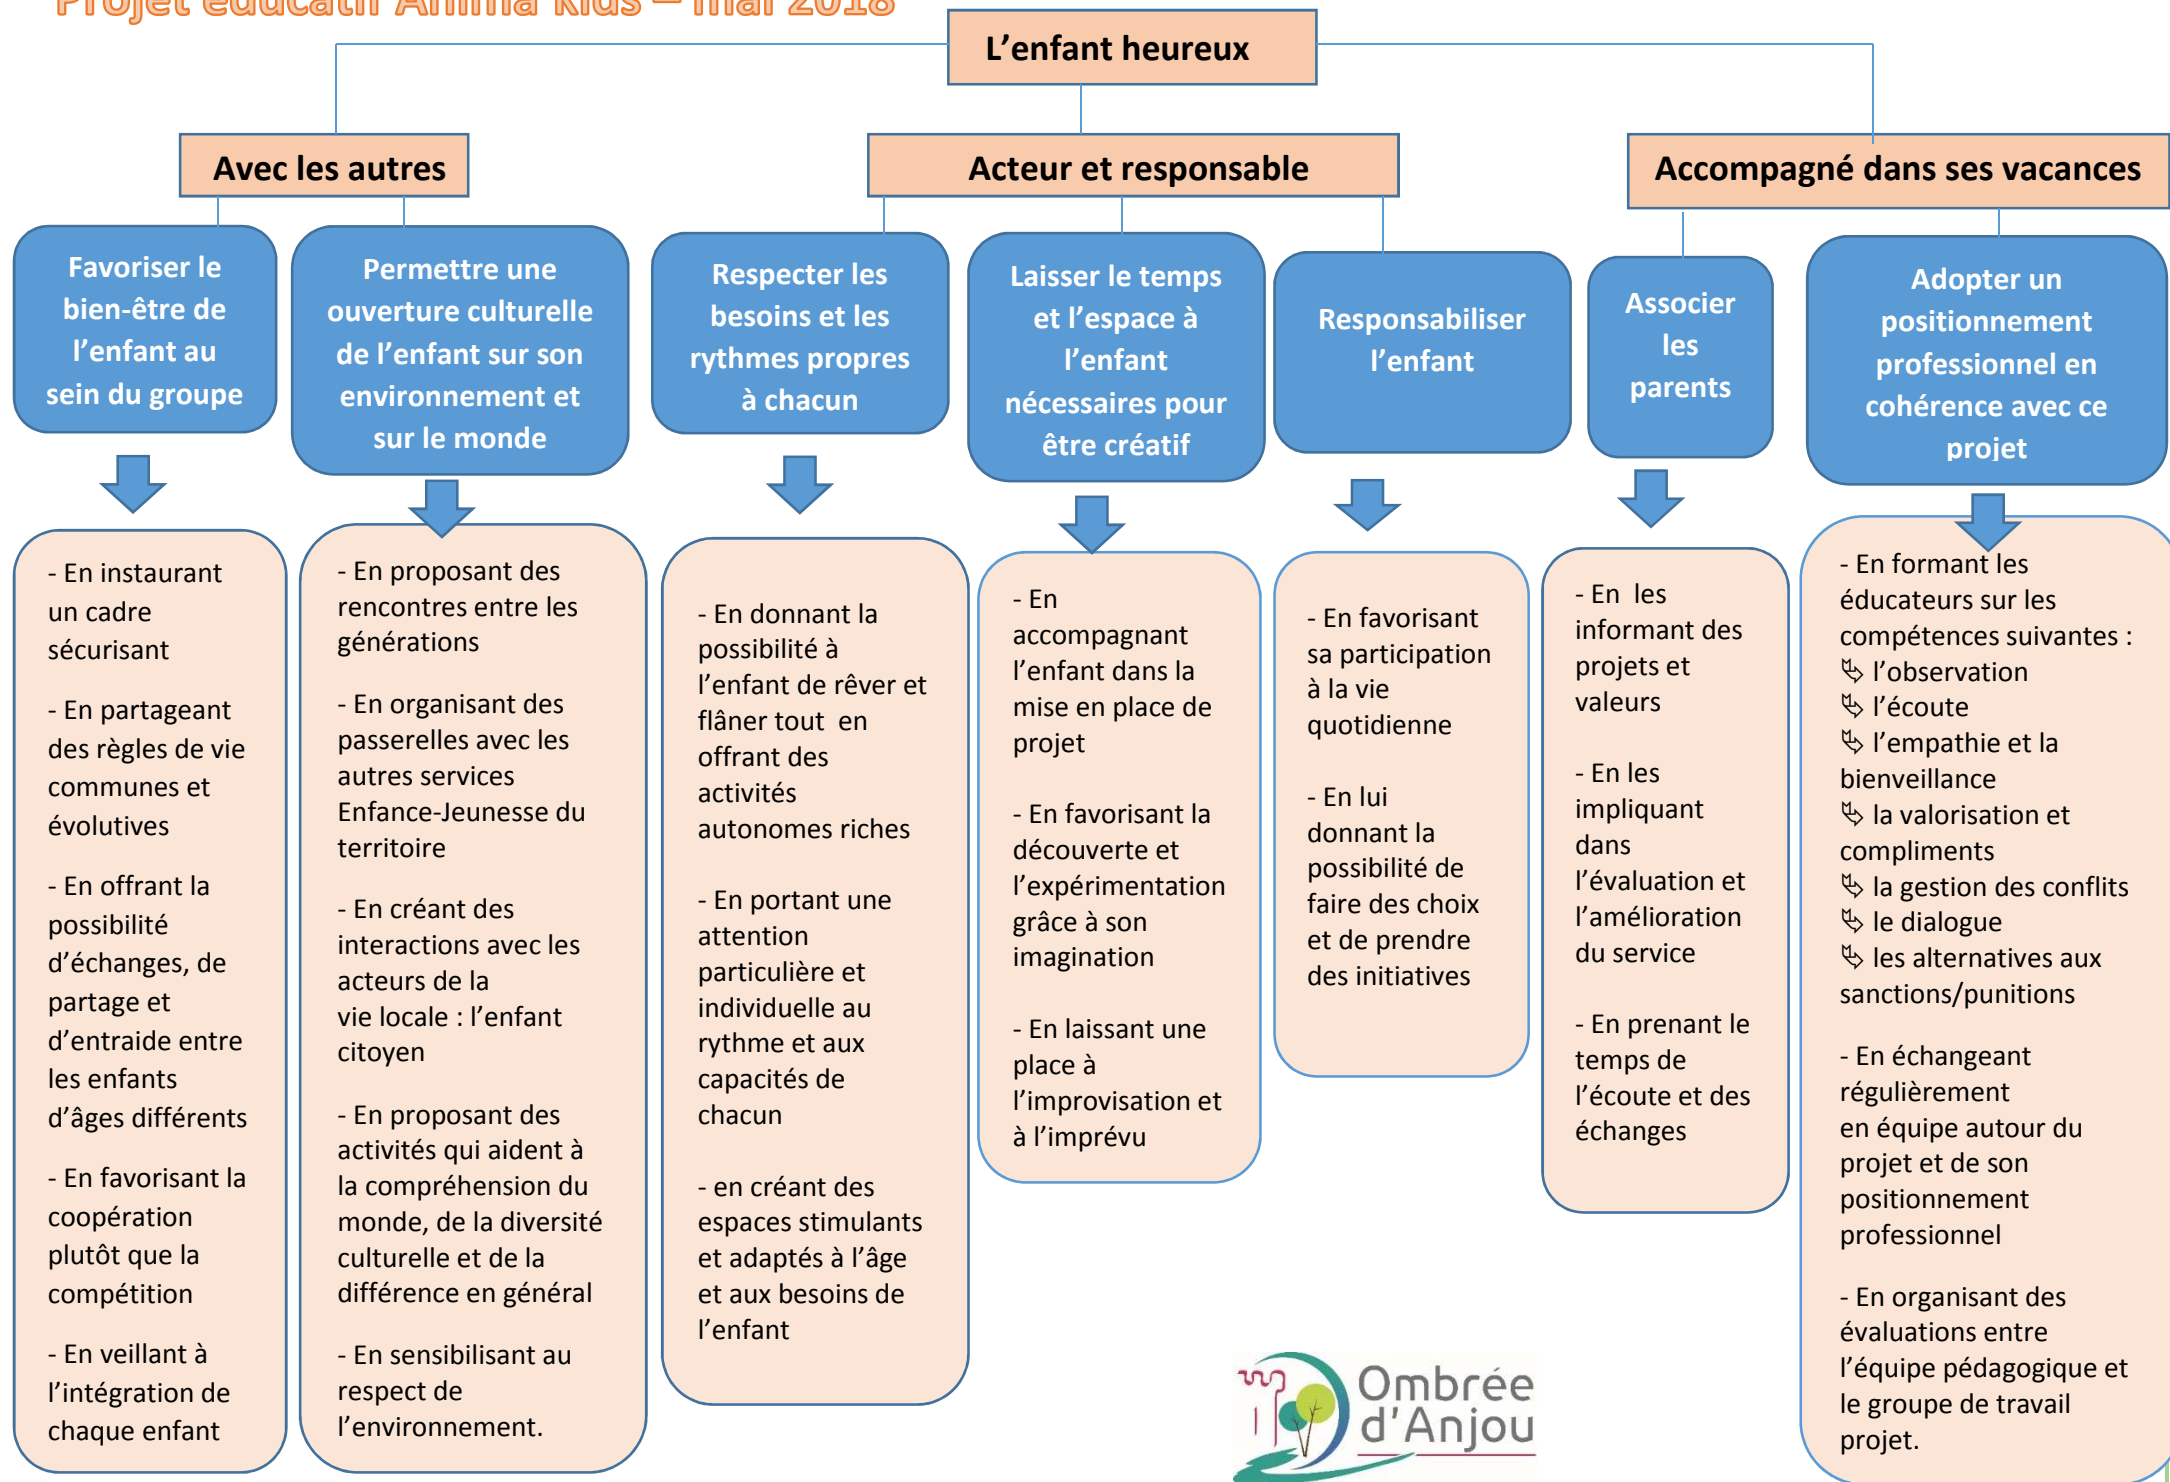 Projet éducatif Anima Kids – mai 2018
L’enfant heureux
Avec les autres
Acteur et responsable
Accompagné dans ses vacances
Favoriser le
bien-être de
l’enfant au
sein du groupe
Permettre une
ouverture culturelle
de l’enfant sur son
environnement et
sur le monde
Respecter les
besoins et les
rythmes propres
à chacun
Laisser le temps
et l’espace à
l’enfant
nécessaires pour
être créatif
Responsabiliser
l’enfant
Associer
les
parents
Adopter un
positionnement
professionnel en
cohérence avec ce
projet
- En instaurant
un cadre
sécurisant
- En partageant
des règles de vie
communes et
évolutives
- En offrant la
possibilité
d’échanges, de
partage et
d’entraide entre
les enfants
d’âges différents
- En favorisant la
coopération
plutôt que la
compétition
- En veillant à
l’intégration de
chaque enfant
- En proposant des
rencontres entre les
générations
- En organisant des
passerelles avec les
autres services
Enfance-Jeunesse du
territoire
- En créant des
interactions avec les
acteurs de la
vie locale : l’enfant
citoyen
- En proposant des
activités qui aident à
la compréhension du
monde, de la diversité
culturelle et de la
différence en général
- En sensibilisant au
respect de
l’environnement.
- En donnant la
possibilité à
l’enfant de rêver et
flâner tout en
offrant des
activités
autonomes riches
- En portant une
attention
particulière et
individuelle au
rythme et aux
capacités de
chacun
- en créant des
espaces stimulants
et adaptés à l’âge
et aux besoins de
l’enfant
- En
accompagnant
l’enfant dans la
mise en place de
projet
- En favorisant la
découverte et
l’expérimentation
grâce à son
imagination
- En laissant une
place à
l’improvisation et
à l’imprévu
- En favorisant
sa participation
à la vie
quotidienne
- En lui
donnant la
possibilité de
faire des choix
et de prendre
des initiatives
- En les
informant des
projets et
valeurs
- En les
impliquant
dans
l’évaluation et
l’amélioration
du service
- En prenant le
temps de
l’écoute et des
échanges
- En formant les
éducateurs sur les
compétences suivantes :
↳ l’observation
↳ l’écoute
↳ l’empathie et la
bienveillance
↳ la valorisation et
compliments
↳ la gestion des conflits
↳ le dialogue
↳ les alternatives aux
sanctions/punitions
- En échangeant
régulièrement
en équipe autour du
projet et de son
positionnement
professionnel
- En organisant des
évaluations entre
l’équipe pédagogique et
le groupe de travail
projet.
Ombrée
d'Anjou